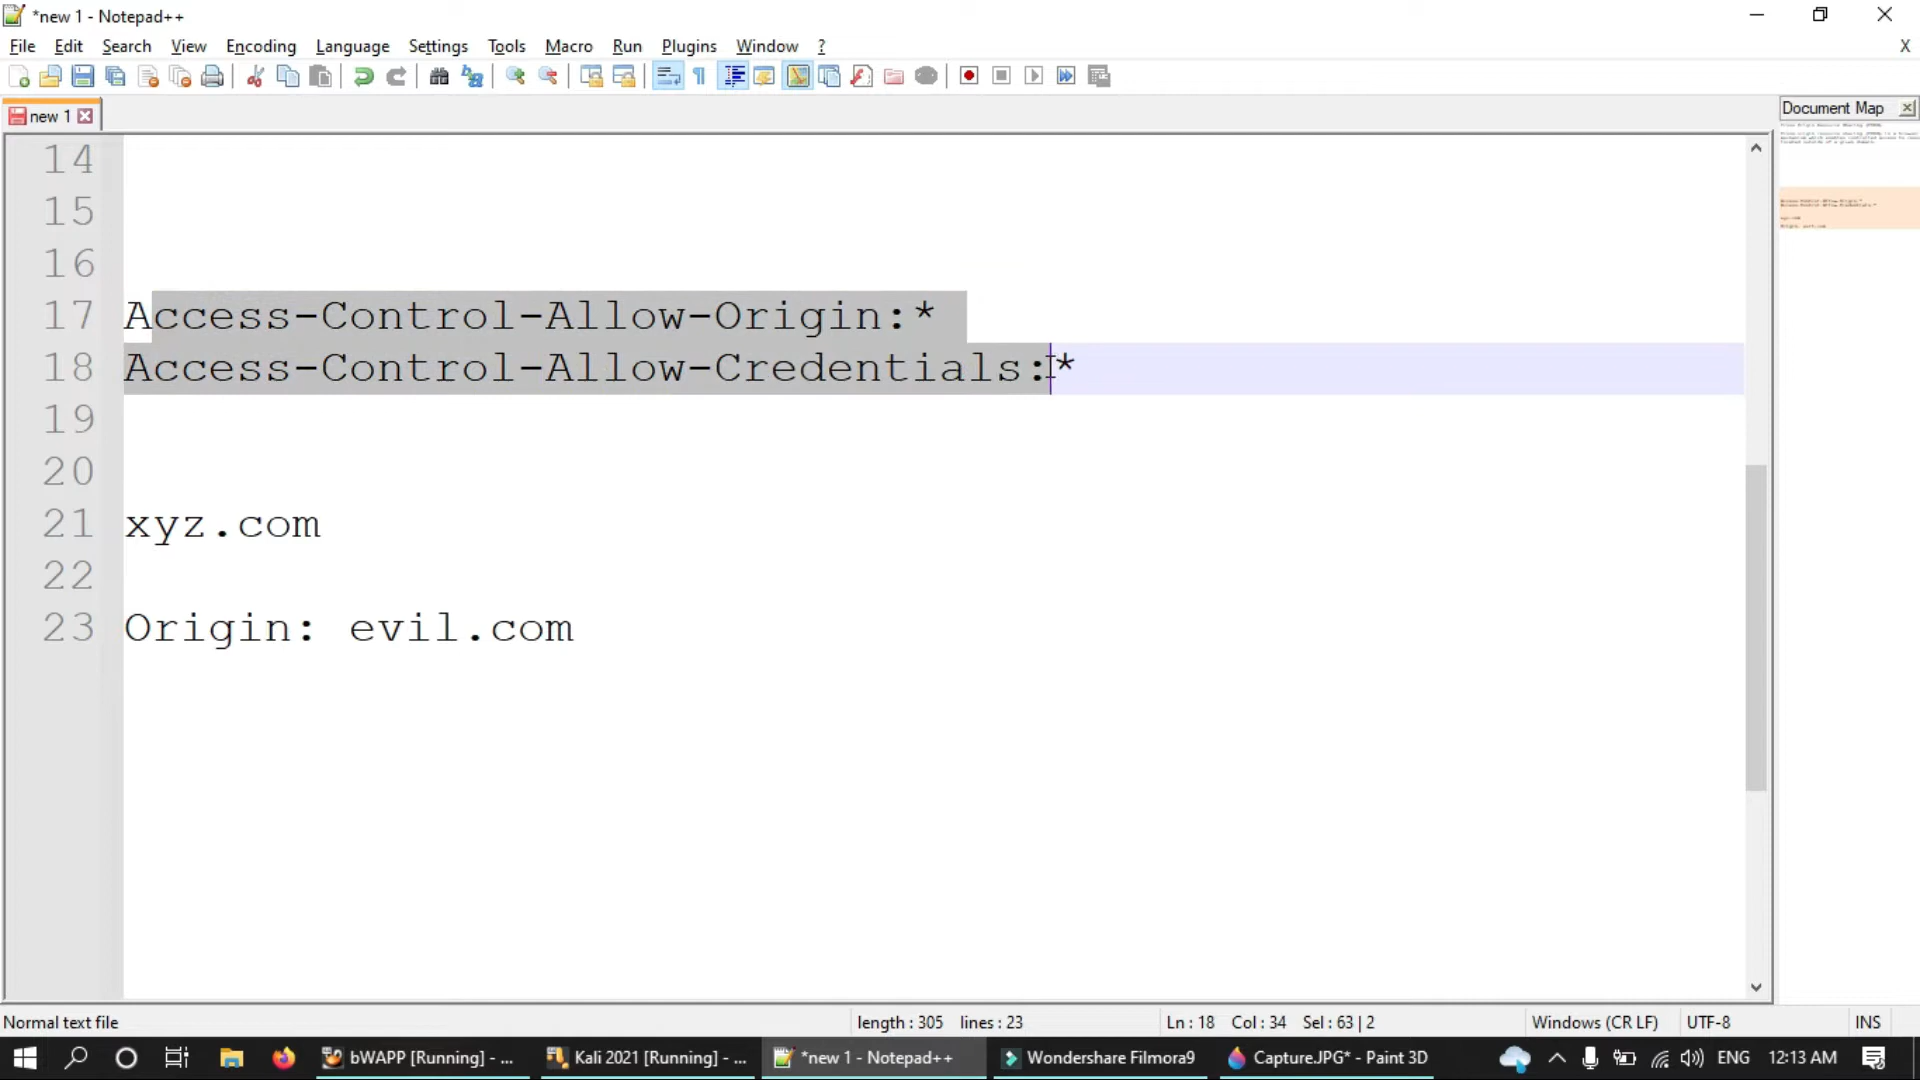 *new 1 - Notepad++
File Edit Search View Encoding Language Settings Tools Macro Run Plugins Window ? X
new 1
Document Map
14
15
16
17 Access-Control-Allow-Origin:*
18 Access-Control-Allow-Credentials:*
19
20
21 xyz.com
22
23 Origin: evil.com
Normal text file length : 305 lines : 23 Ln : 18 Col : 34 Sel : 63 | 2 Windows (CR LF) UTF-8 INS
bWAPP [Running] - ... Kali 2021 [Running] - ... *new 1 - Notepad++ Wondershare Filmora9 CaptureJPG* - Paint 3D ENG 12:13 AM